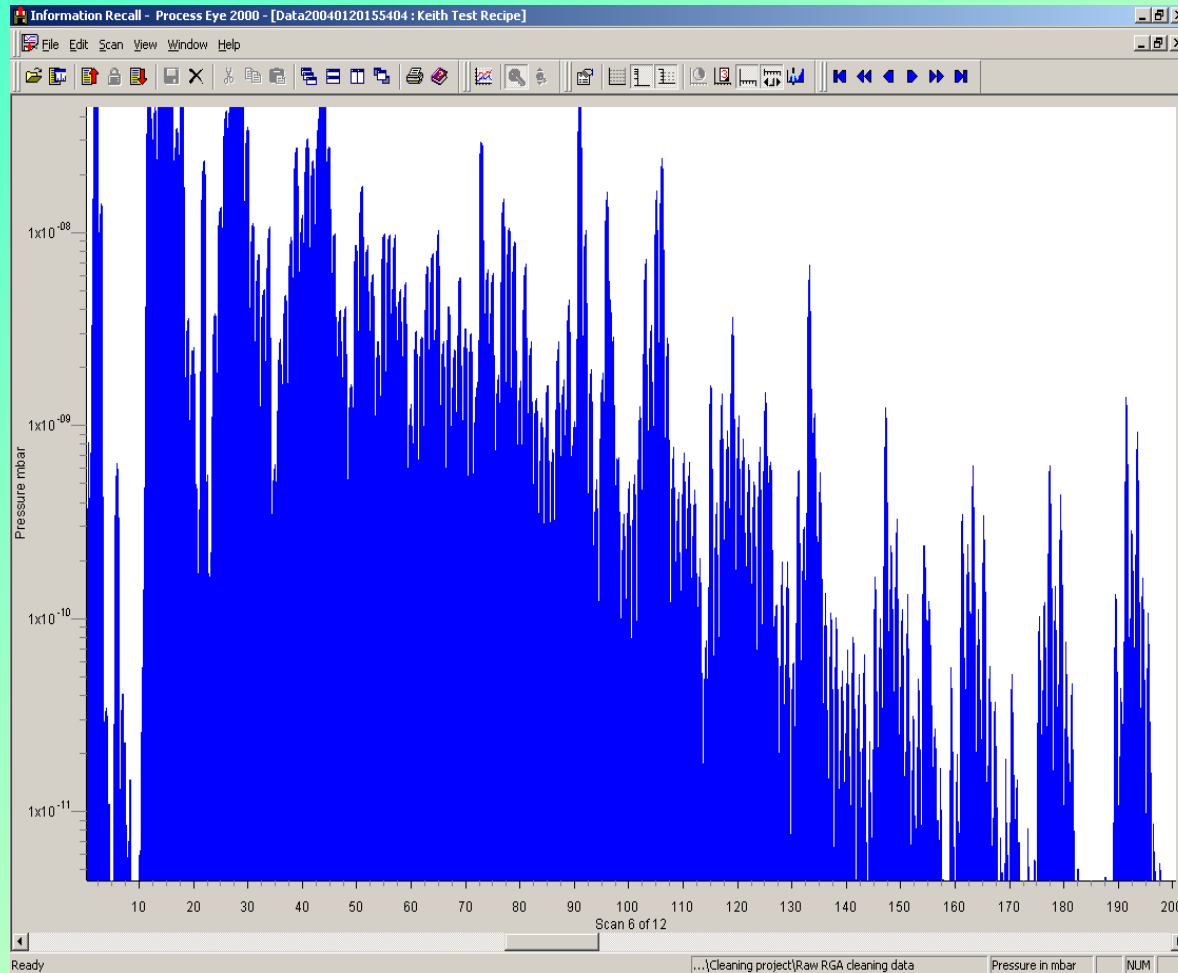 Information Recall - Process Eye 2000 - [Data20040120155404 : Keith Test Recipe]
File Edit Scan View Window Help
3
1x10-08
1x10-09
1x10-10
1x10-11
Pressure mbar
10 20 30 40 50 60 70 80 90 100 110 120 130 140 150 160 170 180 190 200
Scan 6 of 12
Ready ...\Cleaning project\Raw RGA cleaning data Pressure in mbar NUM